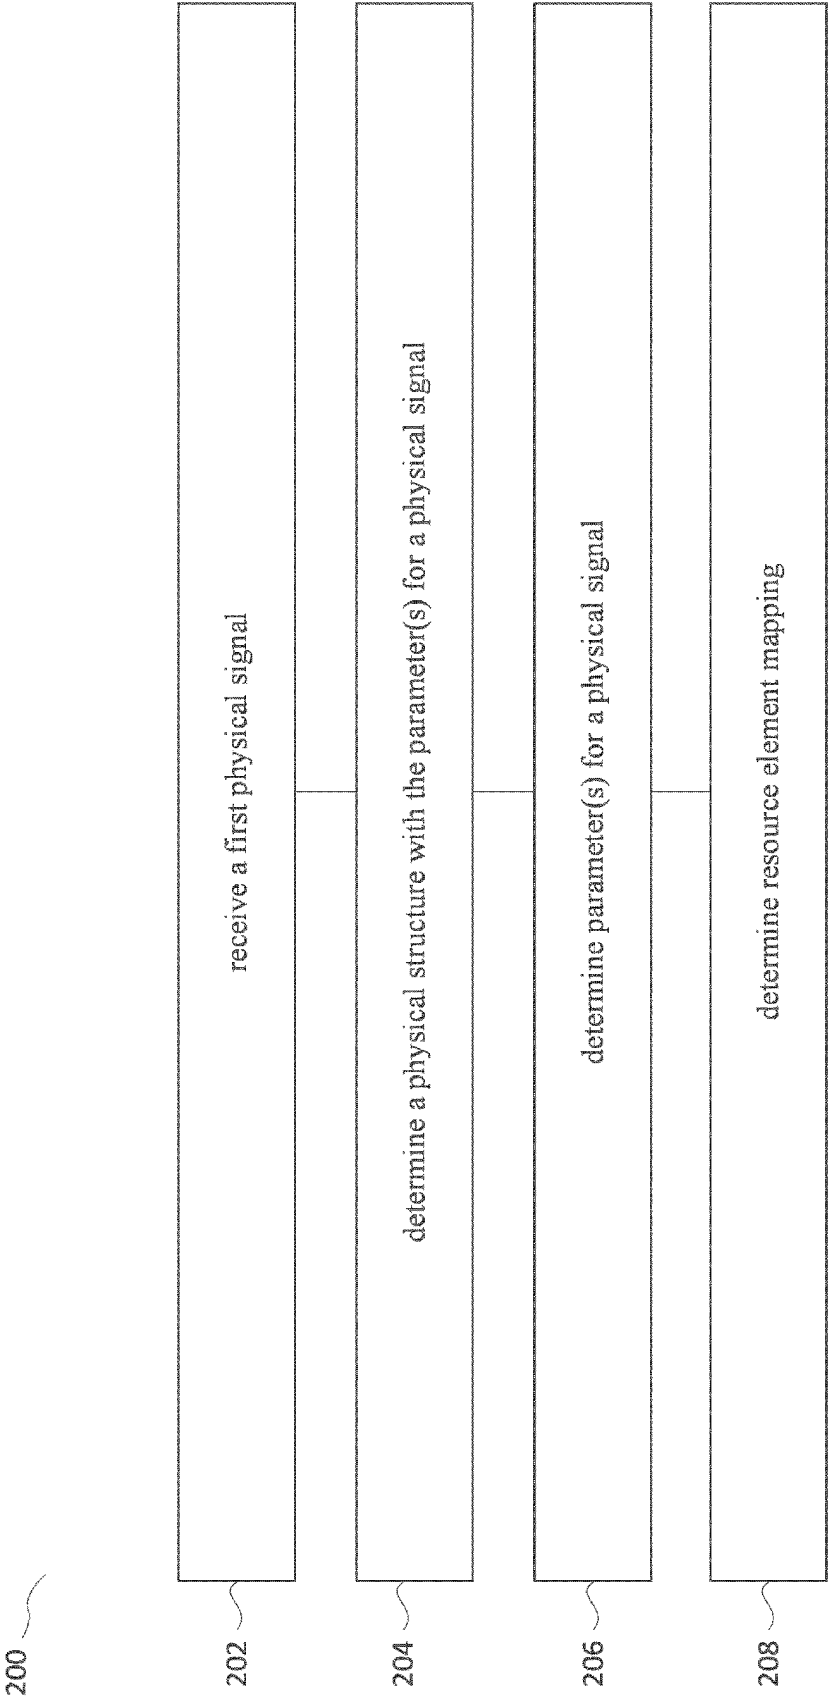 200
202
receive a first physical signal
204
determine a physical structure with the parameter(s) for a physical signal
206
determine parameter(s) for a physical signal
208
determine resource element mapping